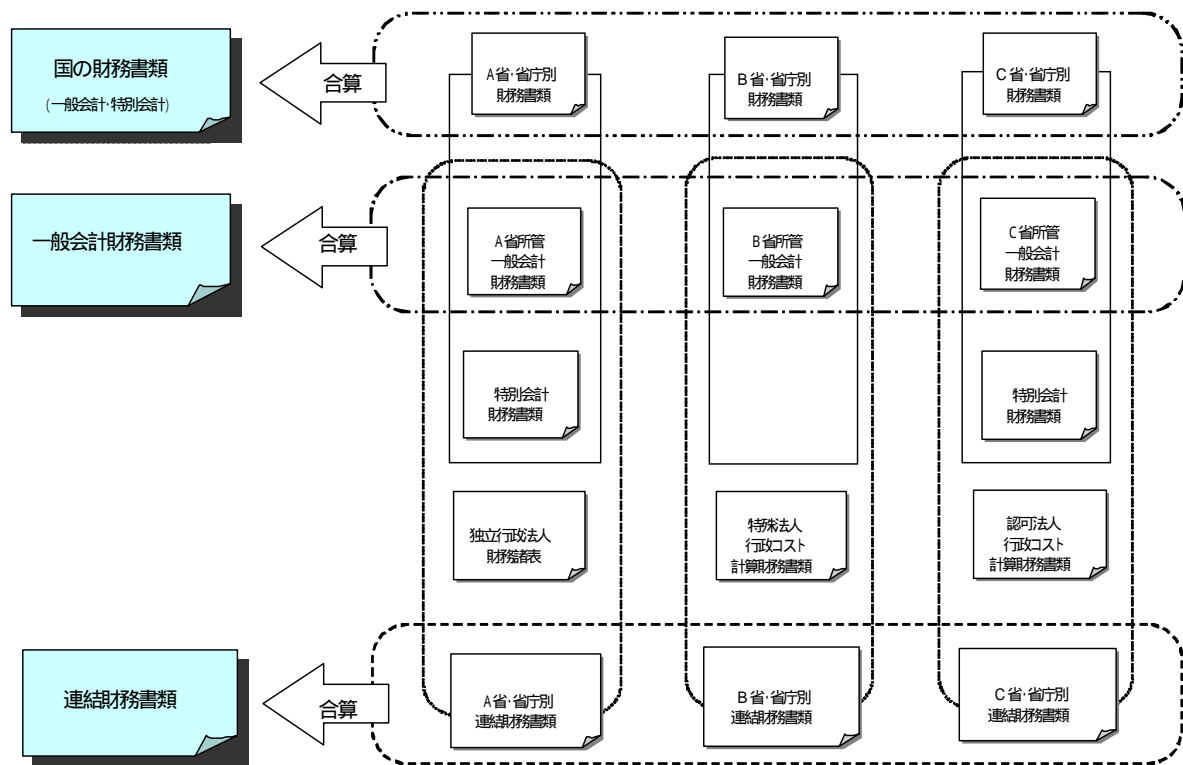 国の財務書類
(一般会計・特別会計)
合算
A省・省庁別
財務書類
B省・省庁別
財務書類
C省・省庁別
財務書類
一般会計財務書類
合算
A省所管
一般会計
財務書類
B省所管
一般会計
財務書類
C省所管
一般会計
財務書類
特別会計
財務書類
特別会計
財務書類
独立行政法人
財務諸表
特殊法人
行政コスト
計算財務書類
認可法人
行政コスト
計算財務書類
連結財務書類
合算
A省・省庁別
連結財務書類
B省・省庁別
連結財務書類
C省・省庁別
連結財務書類